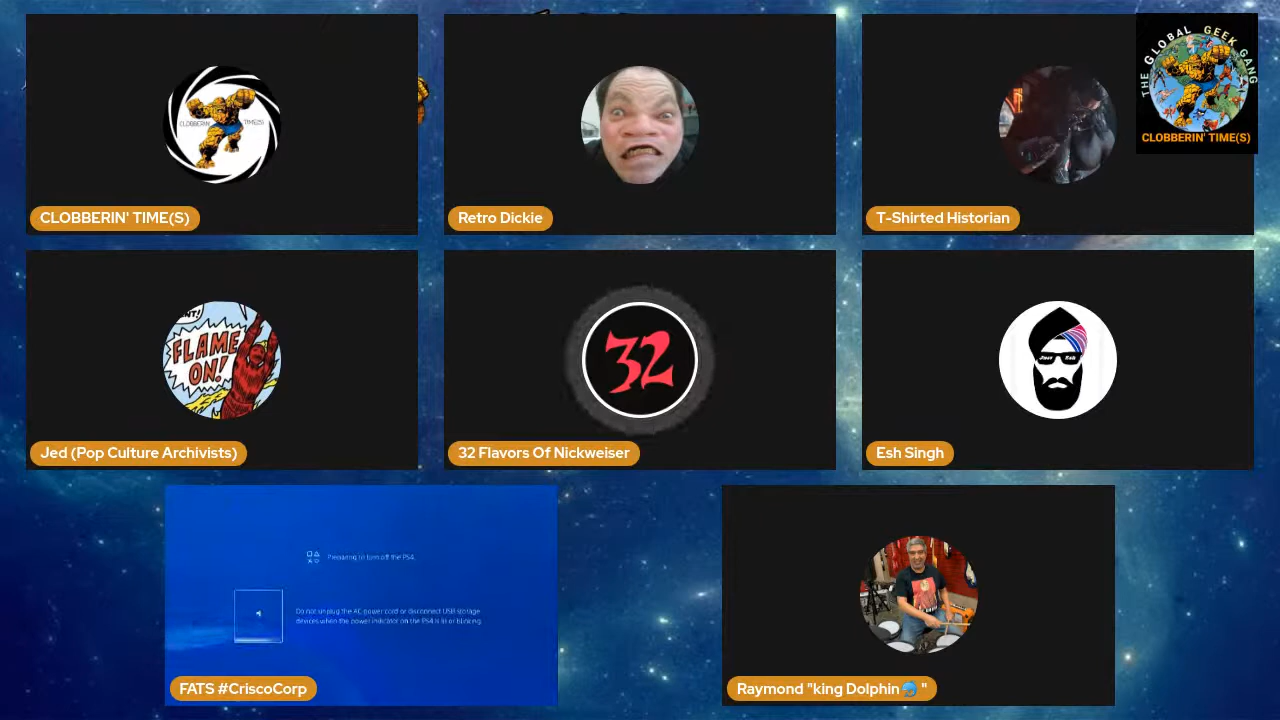 CLOBBERIN' TIME(S)
CLOBBERIN' TIME(S)
Retro Dickie
T-Shirted Historian
THE GLOBAL GEEK GANG
CLOBBERIN' TIME(S)
FLAME
ON!
Jed (Pop Culture Archivists)
32
32 Flavors Of Nickweiser
Esh Singh
Preparing to turn off the PS4.
Do not unplug the AC power cord or disconnect USB storage
devices when the power indicator on the PS4 is lit or blinking.
FATS #CriscoCorp
Raymond "king Dolphin🐬"